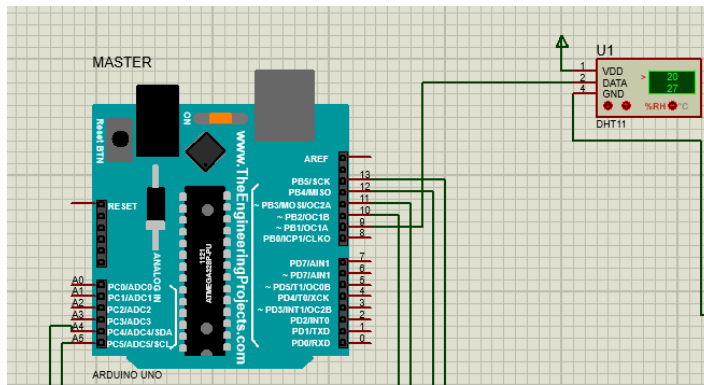 MASTER
Reset BTN
ON
www.TheEngineeringProjects.com
RESET
ANALOG IN
1121
ATMEGA328P-PU
AREF
PB5/SCK 13
PB4/MISO 12
~ PB3/MOSI/OC2A 11
~ PB2/OC1B 10
~ PB1/OC1A 9
PB0/ICP1/CLKO 8
PD7/AIN1 7
~ PD7/AIN1 6
~ PD5/T1/OC0B 5
PD4/T0/XCK 4
~ PD3/INT1/OC2B 3
PD2/INT0 2
PD1/TXD 1
PD0/RXD 0
A0 PC0/ADC0
A1 PC1/ADC1
A2 PC2/ADC2
A3 PC3/ADC3
A4 PC4/ADC4/SDA
A5 PC5/ADC5/SCL
ARDUINO UNO
U1
1 VDD
2 DATA
4 GND
> 20
27
%RH °C
DHT11